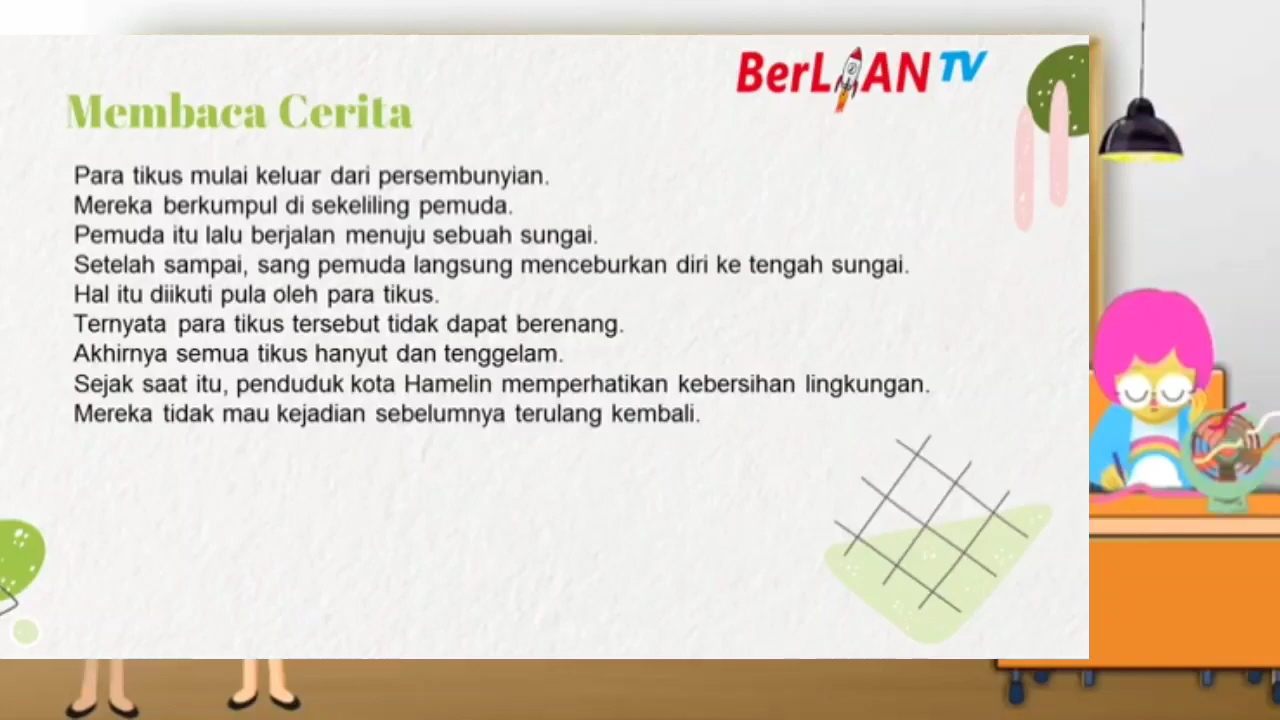 BerLIAN TV
Membaca Cerita
Para tikus mulai keluar dari persembunyian.
Mereka berkumpul di sekeliling pemuda.
Pemuda itu lalu berjalan menuju sebuah sungai.
Setelah sampai, sang pemuda langsung menceburkan diri ke tengah sungai.
Hal itu diikuti pula oleh para tikus.
Ternyata para tikus tersebut tidak dapat berenang.
Akhirnya semua tikus hanyut dan tenggelam.
Sejak saat itu, penduduk kota Hamelin memperhatikan kebersihan lingkungan.
Mereka tidak mau kejadian sebelumnya terulang kembali.